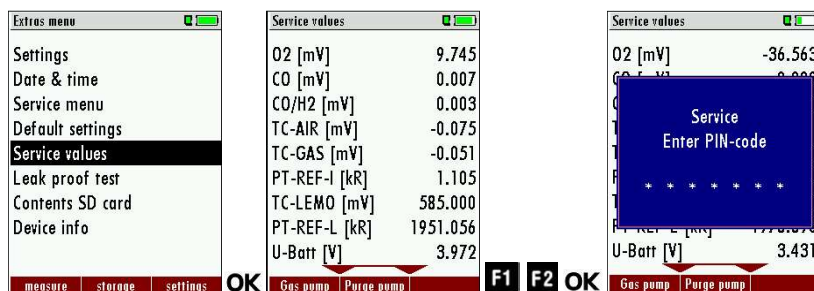 Extras menu
Settings
Date & time
Service menu
Default settings
Service values
Leak proof test
Contents SD card
Device info
measure storage settings
OK
Service values
O2 [mV] 9.745
CO [mV] 0.007
CO/H2 [mV] 0.003
TC-AIR [mV] -0.075
TC-GAS [mV] -0.051
PT-REF-I [kR] 1.105
TC-LEMO [mV] 585.000
PT-REF-L [kR] 1951.056
U-Batt [V] 3.972
Gas pump Purge pump
F1 F2 OK
Service values
O2 [mV] -36.563
Service
Enter PIN-code
* * * * * * *
U-Batt [V] 3.431
Gas pump Purge pump